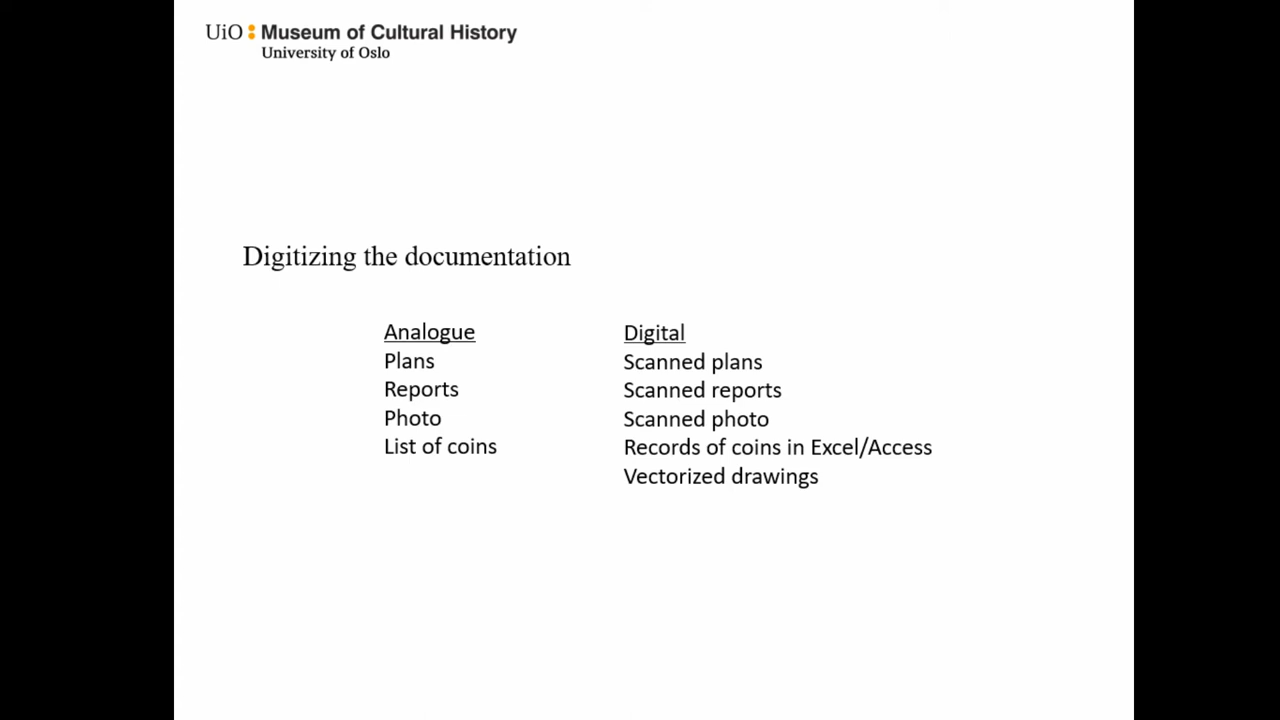 UiO : Museum of Cultural History
University of Oslo
Digitizing the documentation
Analogue
Plans
Reports
Photo
List of coins
Digital
Scanned plans
Scanned reports
Scanned photo
Records of coins in Excel/Access
Vectorized drawings